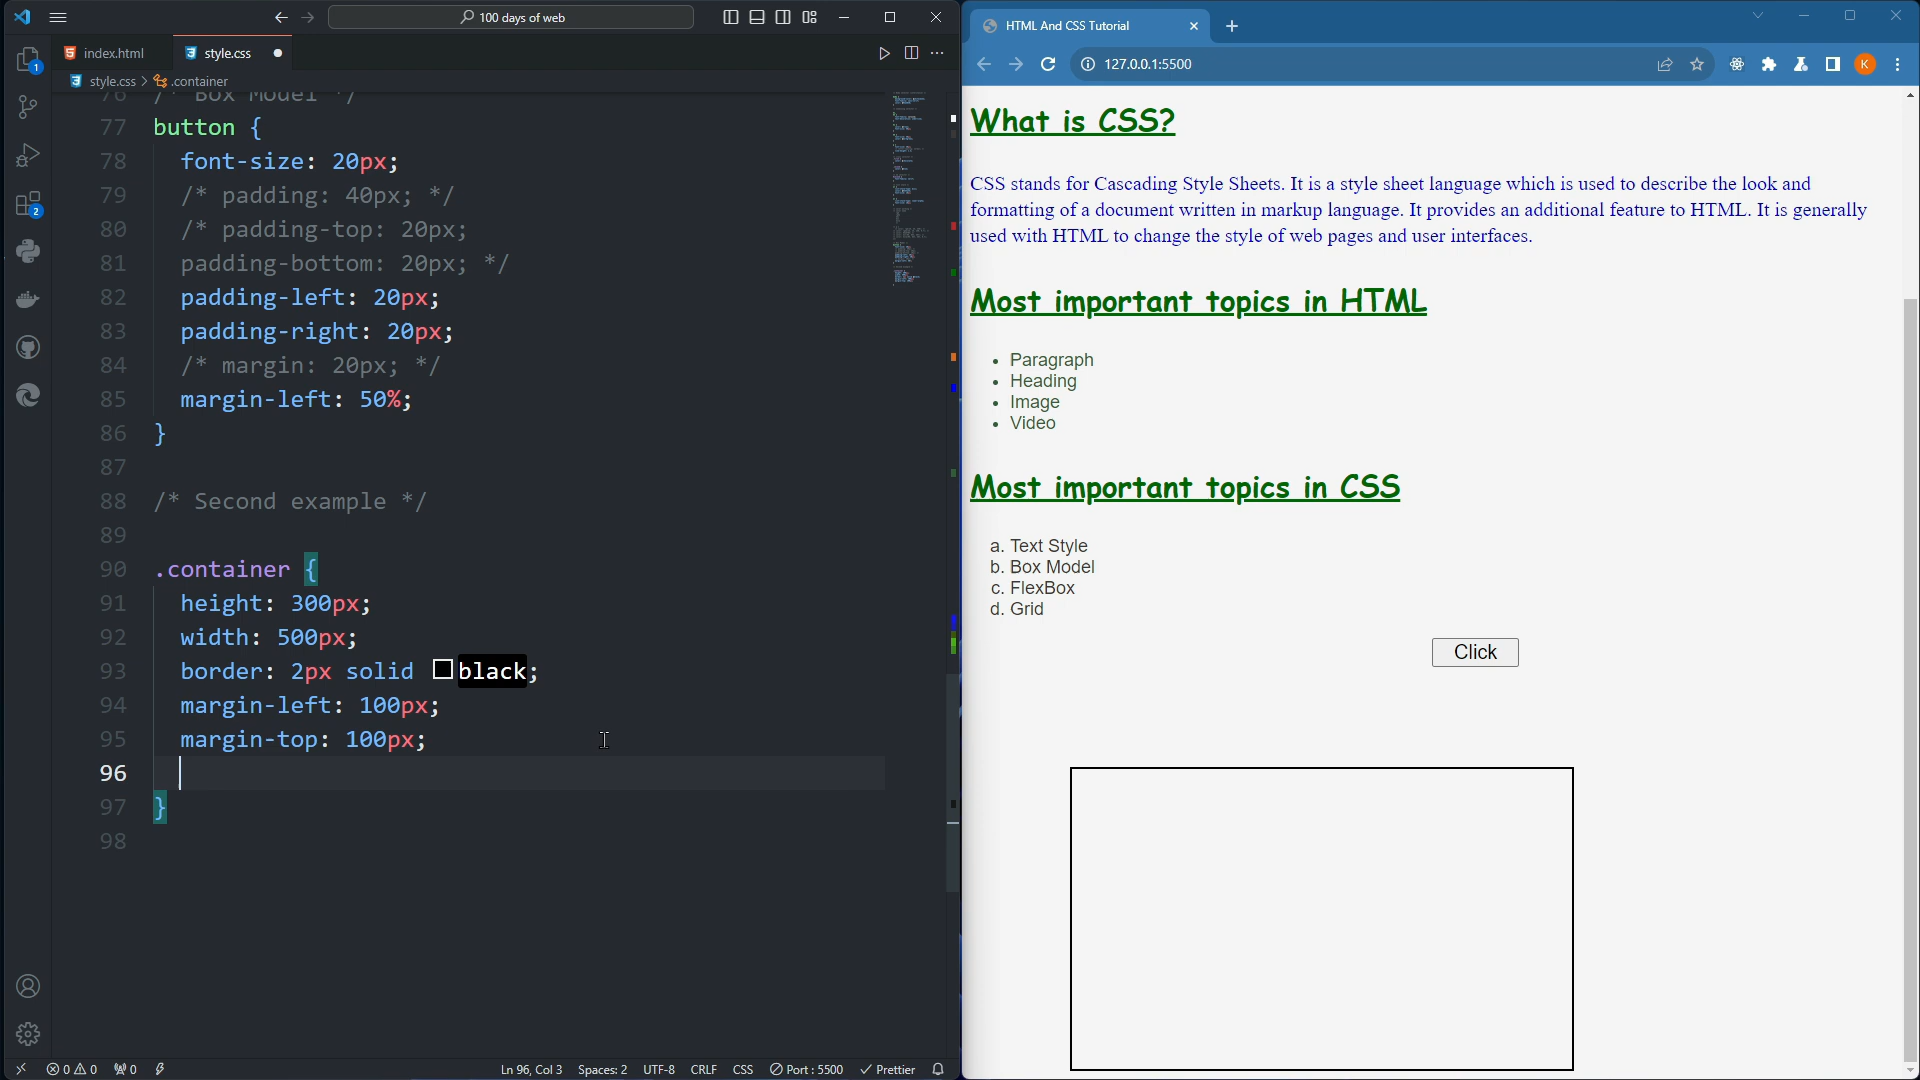 100 days of web
index.html
style.css
style.css > .container
76 /* Box Model */
77 button {
78 font-size: 20px;
79 /* padding: 40px; */
80 /* padding-top: 20px;
81 padding-bottom: 20px; */
82 padding-left: 20px;
83 padding-right: 20px;
84 /* margin: 20px; */
85 margin-left: 50%;
86 }
87
88 /* Second example */
89
90 .container {
91 height: 300px;
92 width: 500px;
93 border: 2px solid black;
94 margin-left: 100px;
95 margin-top: 100px;
96
97 }
98
1
2
0 0 0
Ln 96, Col 3 Spaces: 2 UTF-8 CRLF CSS Port : 5500 Prettier
HTML And CSS Tutorial
127.0.0.1:5500
K
What is CSS?
CSS stands for Cascading Style Sheets. It is a style sheet language which is used to describe the look and
formatting of a document written in markup language. It provides an additional feature to HTML. It is generally
used with HTML to change the style of web pages and user interfaces.
Most important topics in HTML
• Paragraph
• Heading
• Image
• Video
Most important topics in CSS
a. Text Style
b. Box Model
c. FlexBox
d. Grid
Click